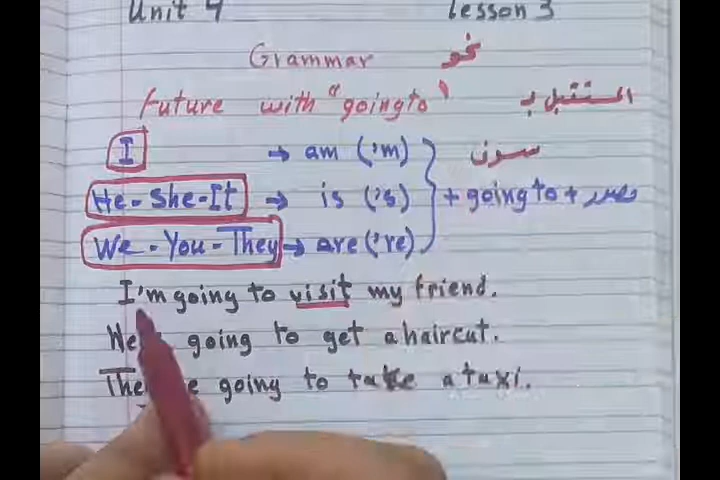 Unit 4 Lesson 3
Grammar نحو
Future with "going to" المستقبل بـ
I → am ('m) سوف
He - She - It → is ('s) + going to + مصدر
We - You - They → are ('re)
I'm going to visit my friend.
going to get a haircut.
going to take a taxi.